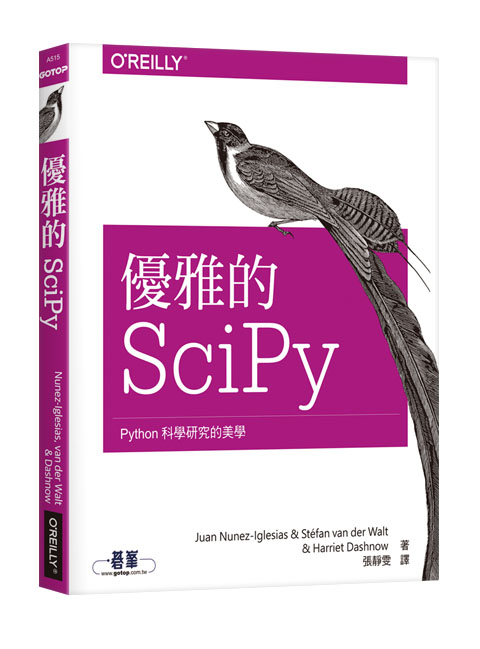 A515
GOTOP
優雅的 SciPy
Nunez-Iglesias, van der Walt
& Dashnow
O'REILLY®
O'REILLY®
優雅的
SciPy
Python 科學研究的美學
Juan Nunez-Iglesias & Stéfan van der Walt
& Harriet Dashnow 著
張靜雯 譯
碁峯
www.gotop.com.tw